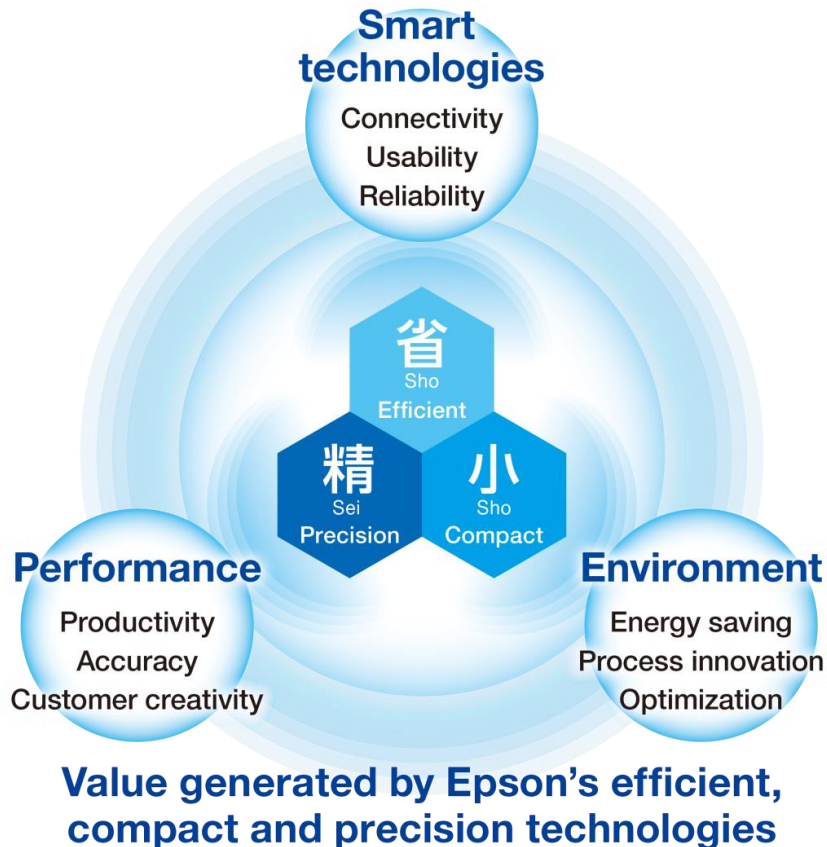 Smart
technologies
Connectivity
Usability
Reliability
省
Sho
Efficient
精
Sei
Precision
小
Sho
Compact
Performance
Productivity
Accuracy
Customer creativity
Environment
Energy saving
Process innovation
Optimization
Value generated by Epson’s efficient,
compact and precision technologies